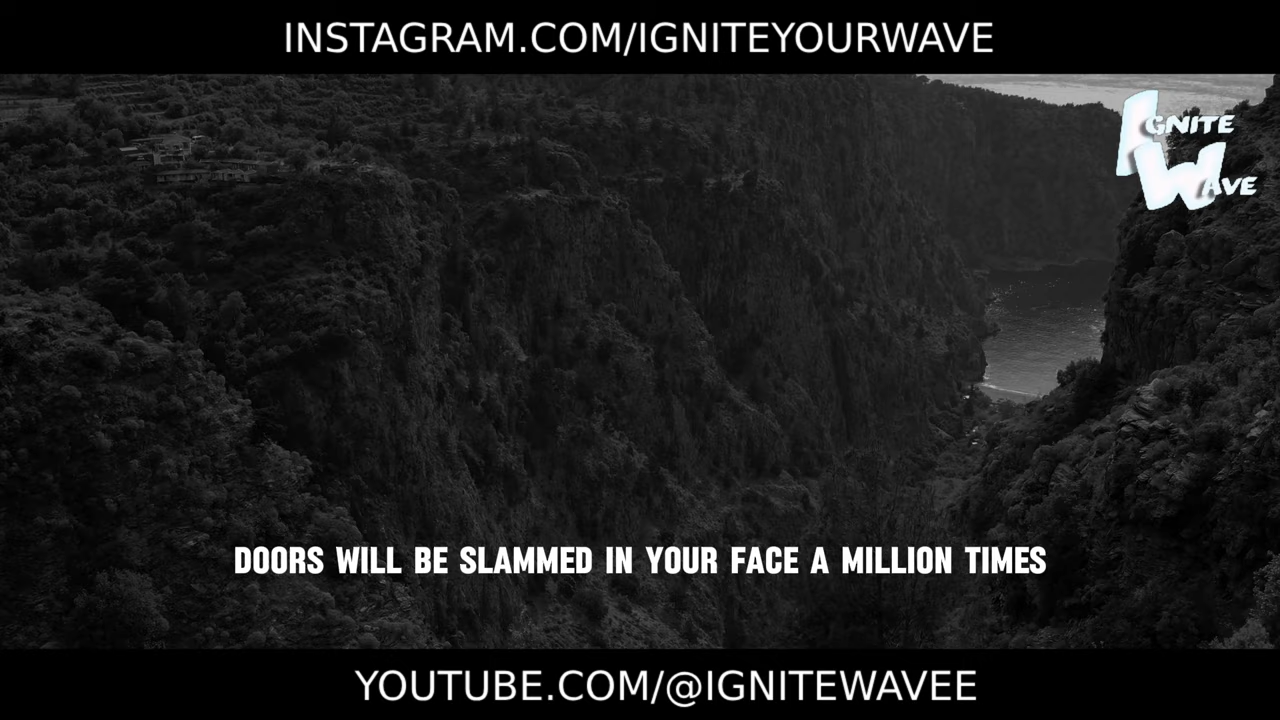 INSTAGRAM.COM/IGNITEYOURWAVE
IGNITE
WAVE
DOORS WILL BE SLAMMED IN YOUR FACE A MILLION TIMES
YOUTUBE.COM/@IGNITEWAVEE